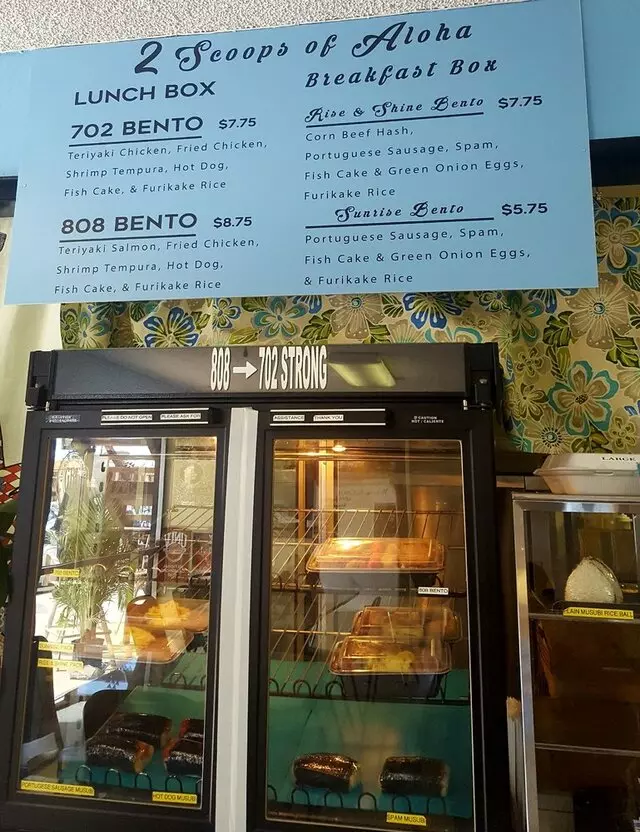 2 Scoops of Aloha
LUNCH BOX
702 BENTO $7.75
Teriyaki Chicken, Fried Chicken,
Shrimp Tempura, Hot Dog,
Fish Cake, & Furikake Rice
808 BENTO $8.75
Teriyaki Salmon, Fried Chicken,
Shrimp Tempura, Hot Dog,
Fish Cake, & Furikake Rice
Breakfast Box
Rise & Shine Bento $7.75
Corn Beef Hash,
Portuguese Sausage, Spam,
Fish Cake & Green Onion Eggs,
Furikake Rice
Sunrise Bento $5.75
Portuguese Sausage, Spam,
Fish Cake & Green Onion Eggs,
& Furikake Rice
808 → 702 STRONG
PLEASE DO NOT OPEN PLEASE ASK FOR
ASSISTANCE THANK YOU
CAUTION
HOT / CALIENTE
LARGE
808 BENTO
LAIN MUSUBI RICE BALL
PORTUGUESE SAUSAGE MUSUBI
HOT DOG MUSUBI
SPAM MUSUBI